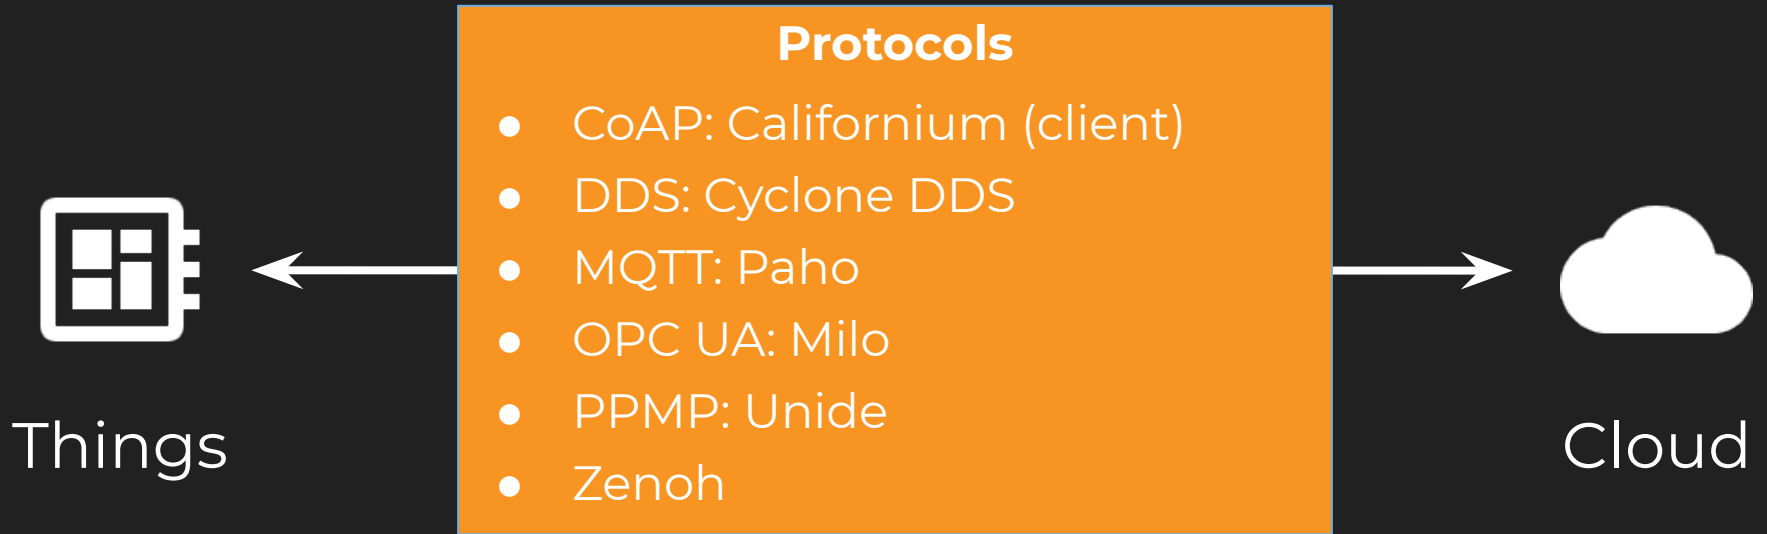 Protocols
● CoAP: Californium (client)
● DDS: Cyclone DDS
● MQTT: Paho
● OPC UA: Milo
● PPMP: Unide
● Zenoh
Things
Cloud